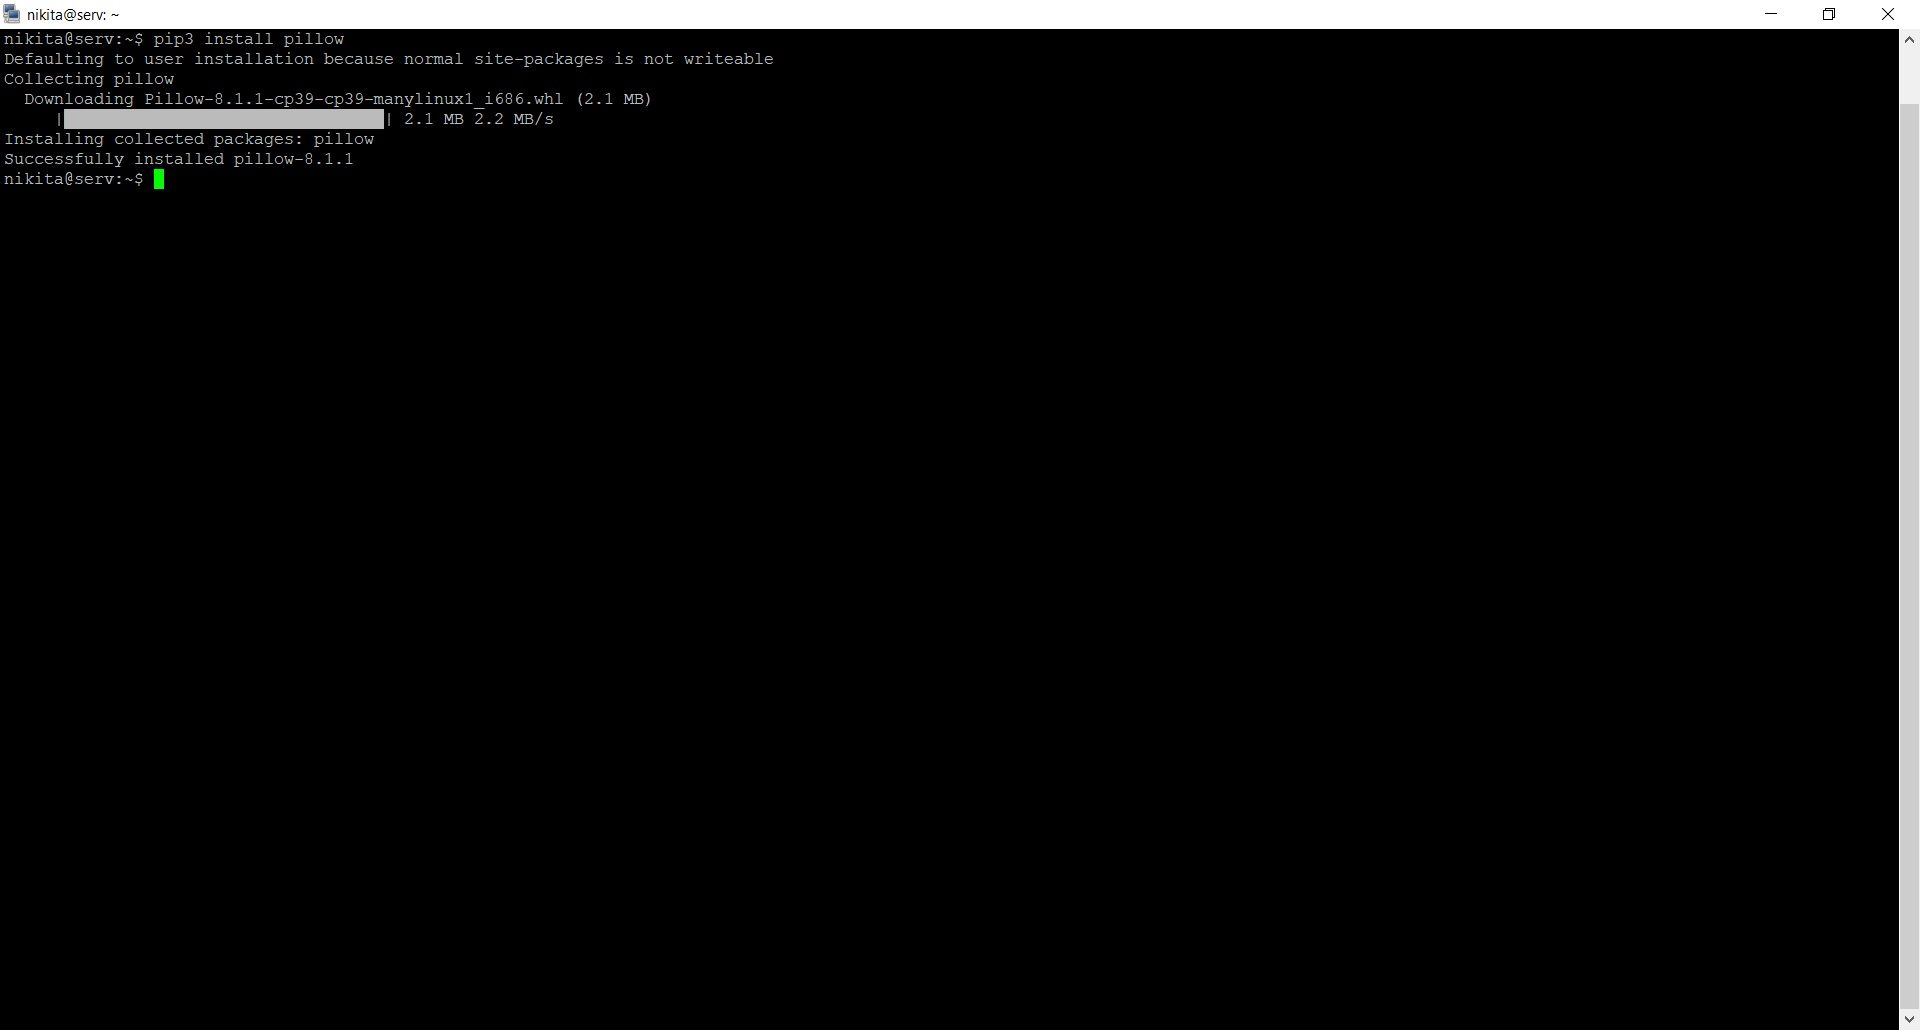 nikita@serv: ~
nikita@serv:~$ pip3 install pillow
Defaulting to user installation because normal site-packages is not writeable
Collecting pillow
  Downloading Pillow-8.1.1-cp39-cp39-manylinux1_i686.whl (2.1 MB)
     |████████████████████████████████| 2.1 MB 2.2 MB/s
Installing collected packages: pillow
Successfully installed pillow-8.1.1
nikita@serv:~$